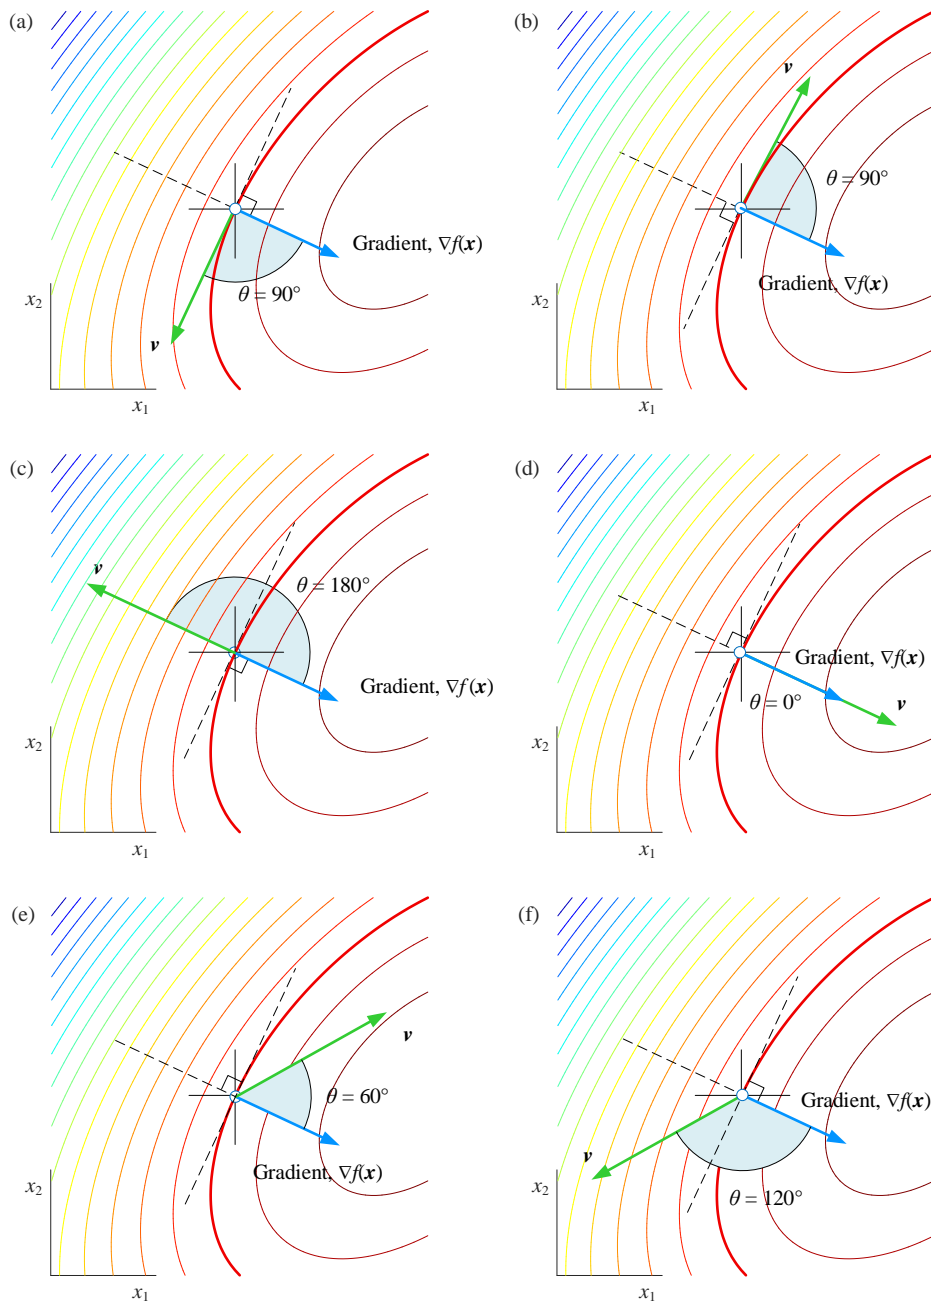 (a)
v
Gradient, ∇f(x)
θ = 90°
x2
x1
(b)
v
θ = 90°
Gradient, ∇f(x)
x2
x1
(c)
v
θ = 180°
Gradient, ∇f(x)
x2
x1
(d)
Gradient, ∇f(x)
θ = 0°
v
x2
x1
(e)
v
θ = 60°
Gradient, ∇f(x)
x2
x1
(f)
Gradient, ∇f(x)
v
θ = 120°
x2
x1